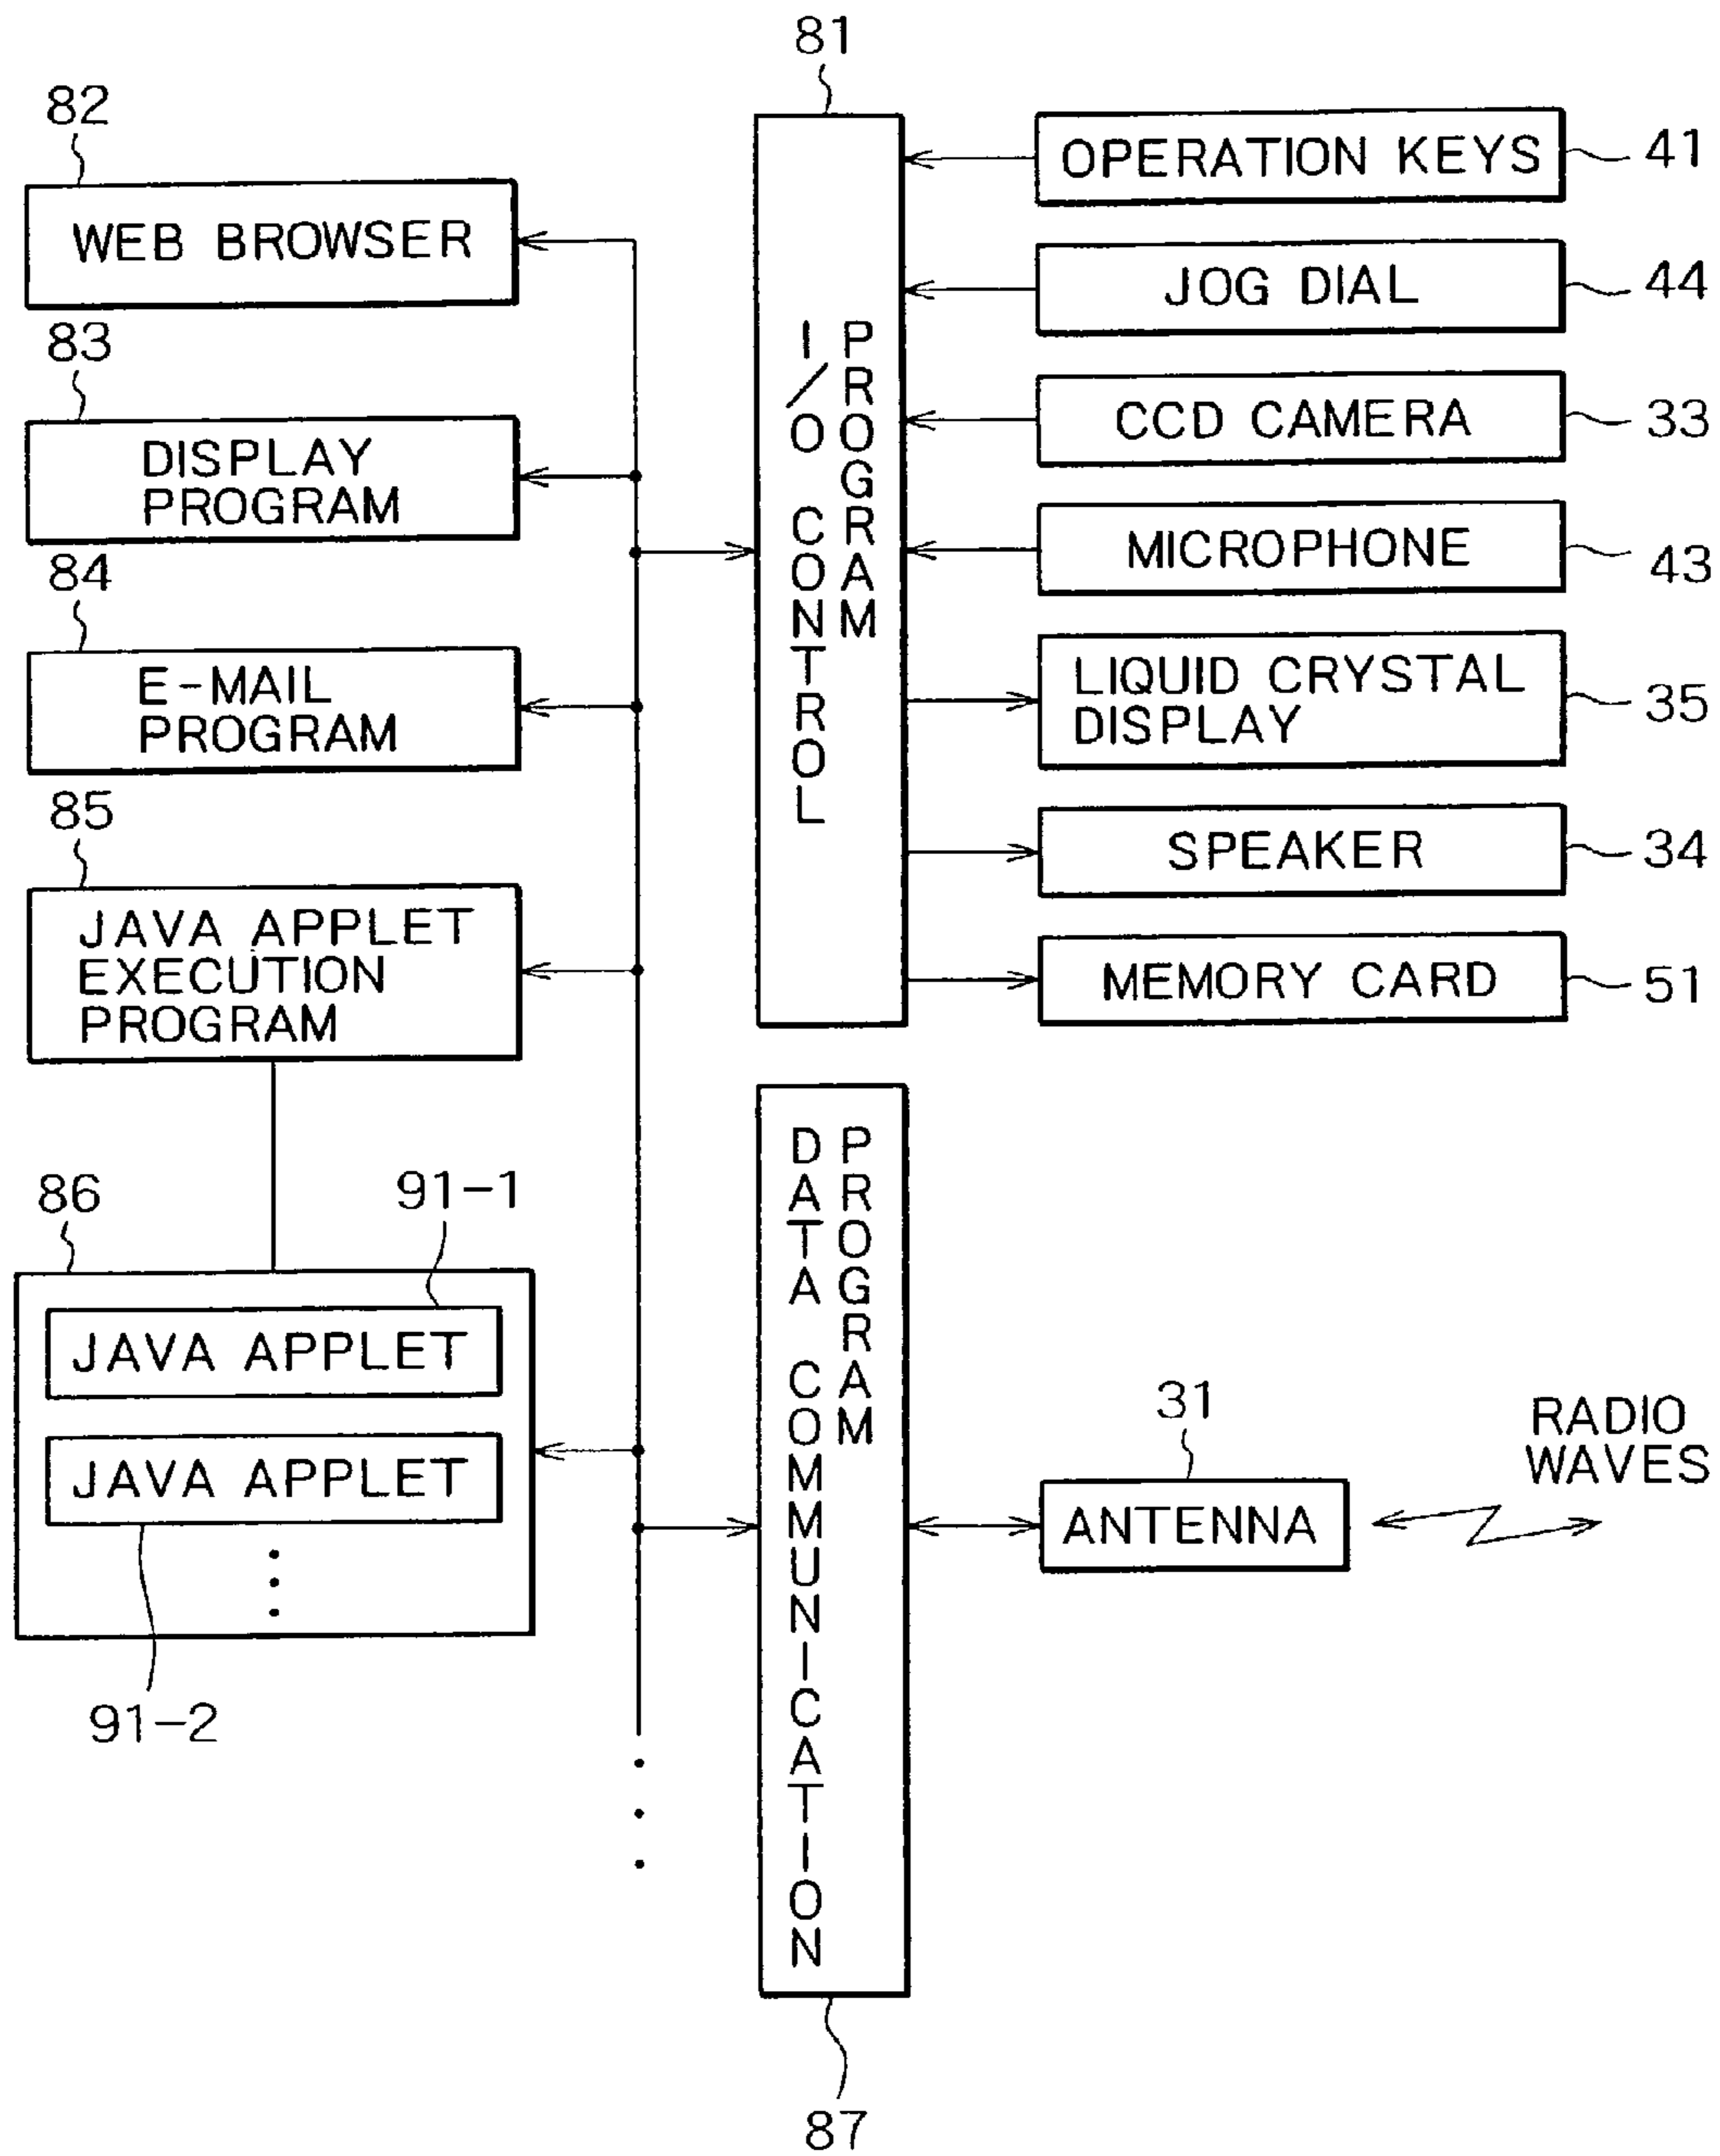 81
82
WEB BROWSER
83
DISPLAY
PROGRAM
84
E-MAIL
PROGRAM
85
JAVA APPLET
EXECUTION
PROGRAM
86
91-1
JAVA APPLET
JAVA APPLET
91-2
I/O CONTROL
PROGRAM
OPERATION KEYS
41
JOG DIAL
44
CCD CAMERA
33
MICROPHONE
43
LIQUID CRYSTAL
DISPLAY
35
SPEAKER
34
MEMORY CARD
51
DATA COMMUNICATION
PROGRAM
87
31
ANTENNA
RADIO
WAVES